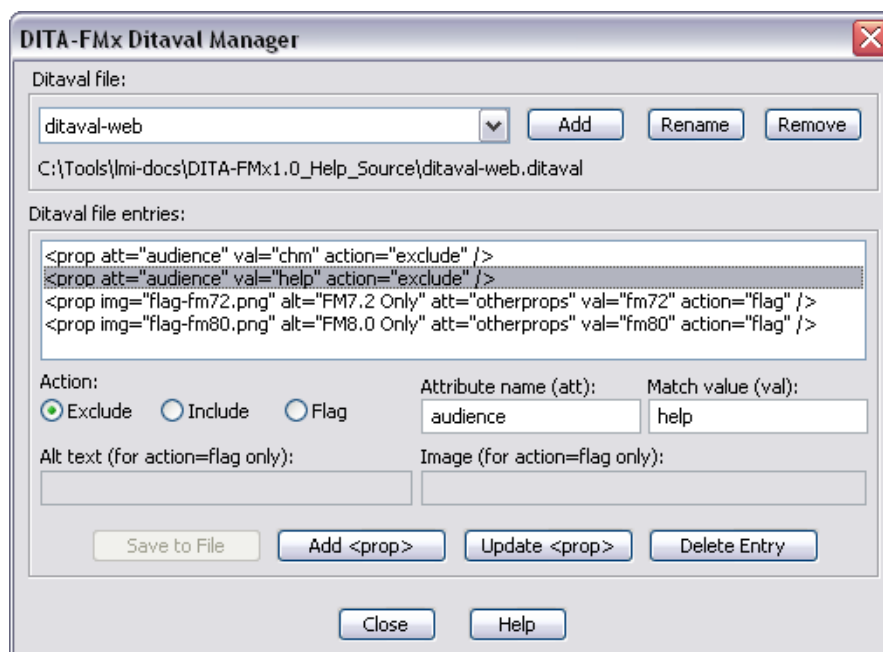 DITA-FMx Ditaval Manager
Ditaval file:
ditaval-web Add Rename Remove
C:\Tools\lmi-docs\DITA-FMx1.0_Help_Source\ditaval-web.ditaval
Ditaval file entries:
<prop att="audience" val="chm" action="exclude" />
<prop att="audience" val="help" action="exclude" />
<prop img="flag-fm72.png" alt="FM7.2 Only" att="otherprops" val="fm72" action="flag" />
<prop img="flag-fm80.png" alt="FM8.0 Only" att="otherprops" val="fm80" action="flag" />
Action: Attribute name (att): Match value (val):
Exclude Include Flag audience help
Alt text (for action=flag only): Image (for action=flag only):
Save to File Add <prop> Update <prop> Delete Entry
Close Help